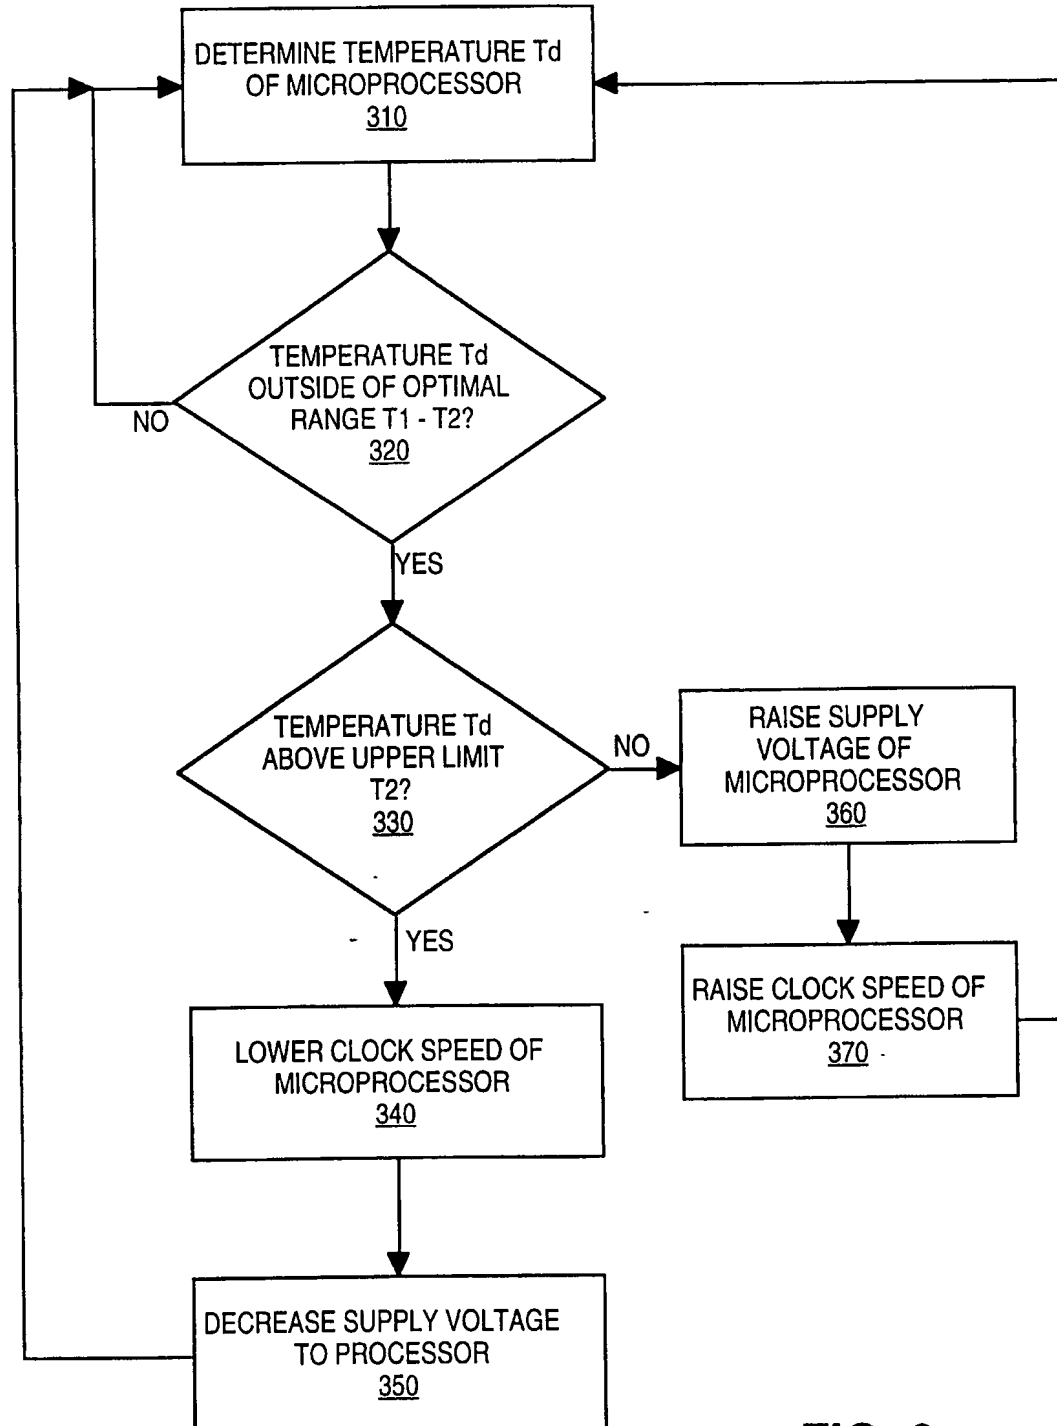 DETERMINE TEMPERATURE Td
OF MICROPROCESSOR
310
TEMPERATURE Td
OUTSIDE OF OPTIMAL
RANGE T1 - T2?
320
NO
YES
TEMPERATURE Td
ABOVE UPPER LIMIT
T2?
330
NO
RAISE SUPPLY
VOLTAGE OF
MICROPROCESSOR
360
YES
RAISE CLOCK SPEED OF
MICROPROCESSOR
370
LOWER CLOCK SPEED OF
MICROPROCESSOR
340
DECREASE SUPPLY VOLTAGE
TO PROCESSOR
350